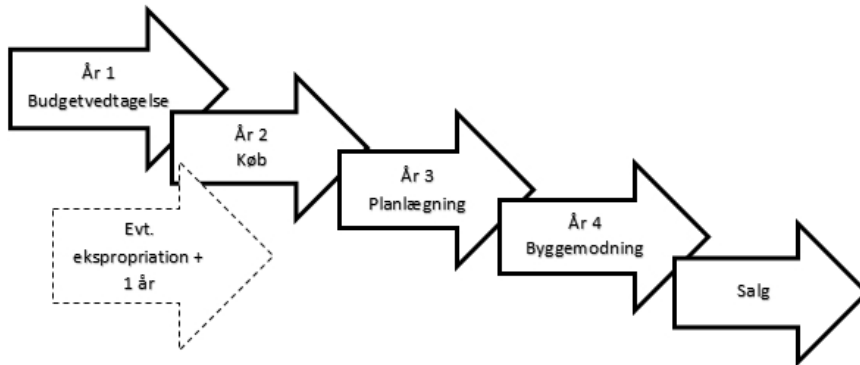 År 1
Budgetvedtagelse
År 2
Køb
År 3
Planlægning
År 4
Byggemodning
Salg
Evt.
ekspropriation +
1 år